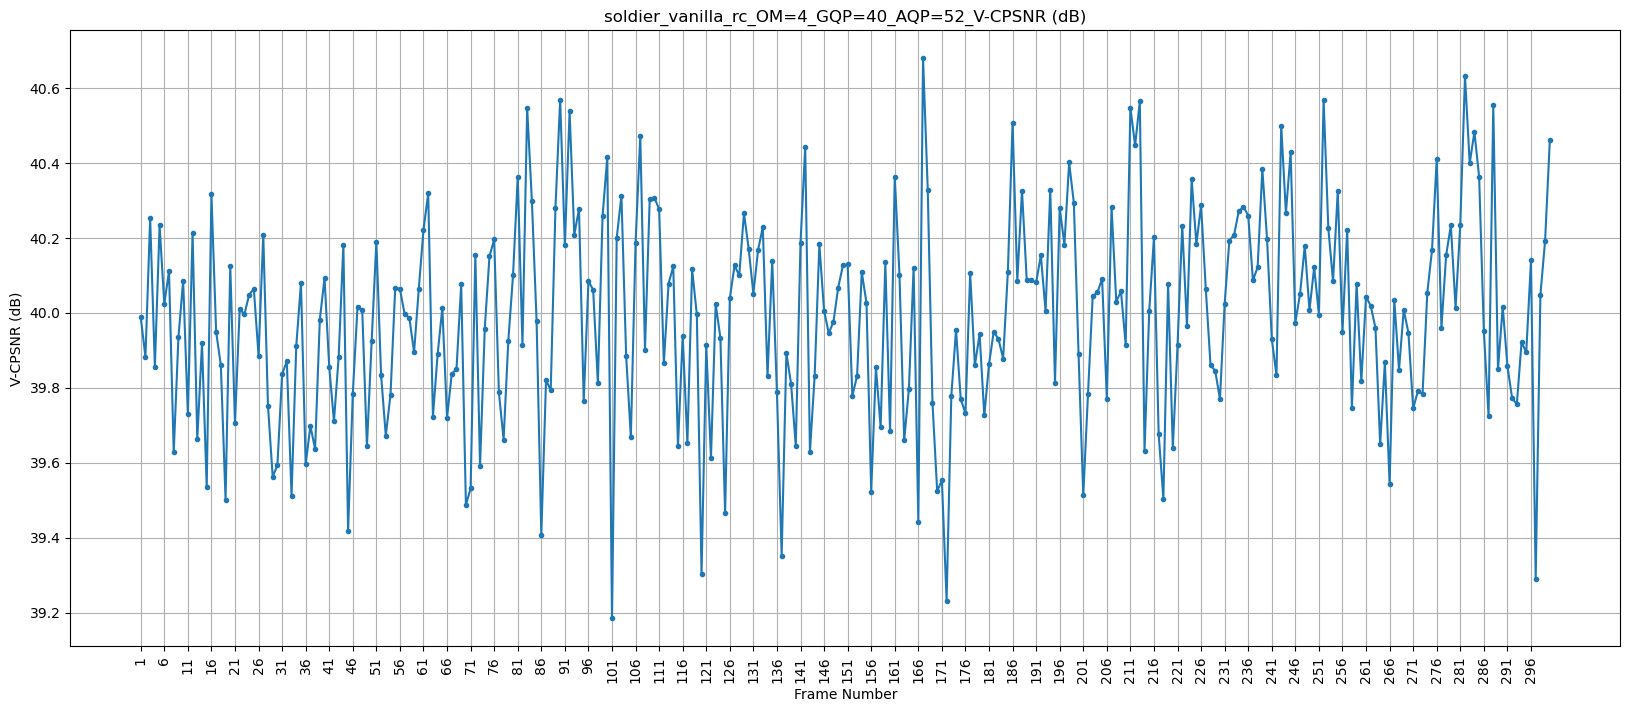 soldier_vanilla_rc_OM=4_GQP=40_AQP=52_V-CPSNR (dB)
V-CPSNR (dB)
40.6
40.4
40.2
40.0
39.8
39.6
39.4
39.2
1 6 11 16 21 26 31 36 41 46 51 56 61 66 71 76 81 86 91 96 101 106 111 116 121 126 131 136 141 146 151 156 161 166 171 176 181 186 191 196 201 206 211 216 221 226 231 236 241 246 251 256 261 266 271 276 281 286 291 296
Frame Number